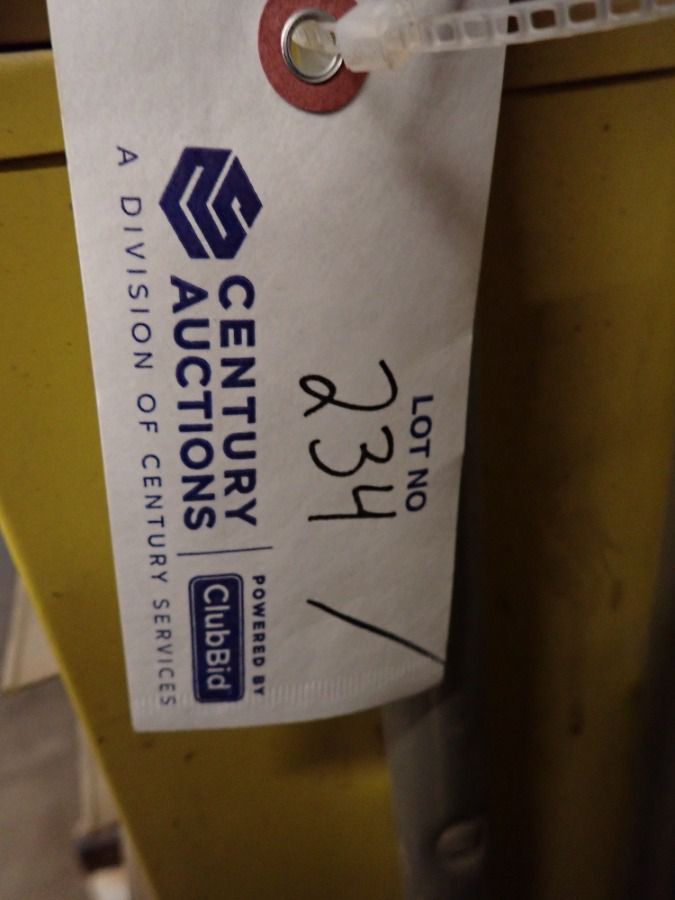 LOT NO
234 /
CENTURY
AUCTIONS
POWERED BY
ClubBid
A DIVISION OF CENTURY SERVICES